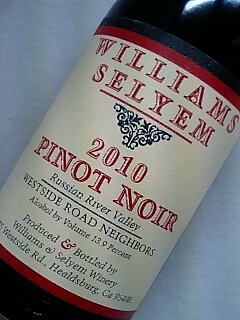 WILLIAMS
SELYEM
2010
PINOT NOIR
Russian River Valley
WESTSIDE ROAD NEIGHBORS
Alcohol by Volume 13.9 Percent
Produced & Bottled by
Williams & Selyem Winery
Westside Rd., Healdsburg, Ca